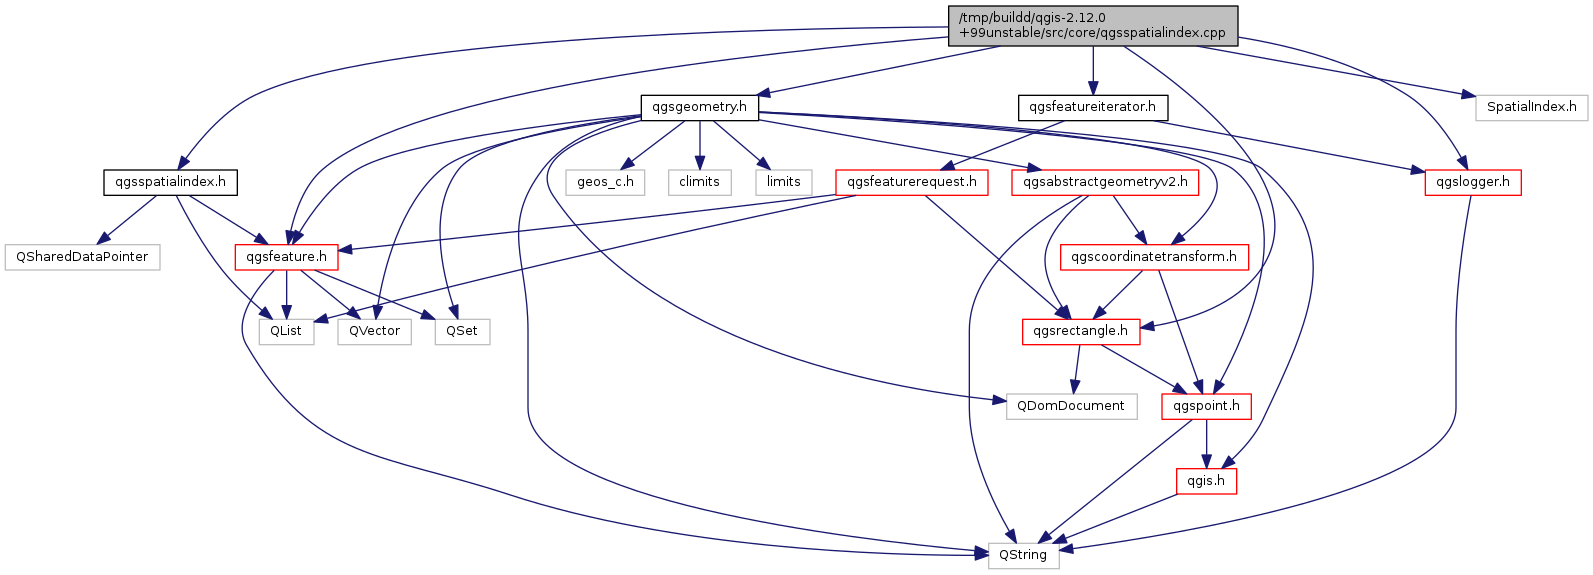 /tmp/buildd/qgis-2.12.0
+99unstable/src/core/qgsspatialindex.cpp
qgsgeometry.h
qgsfeatureiterator.h
SpatialIndex.h
qgsspatialindex.h
geos_c.h
climits
limits
qgsfeaturerequest.h
qgsabstractgeometryv2.h
qgslogger.h
QSharedDataPointer
qgsfeature.h
qgscoordinatetransform.h
QList
QVector
QSet
qgsrectangle.h
QDomDocument
qgspoint.h
qgis.h
QString